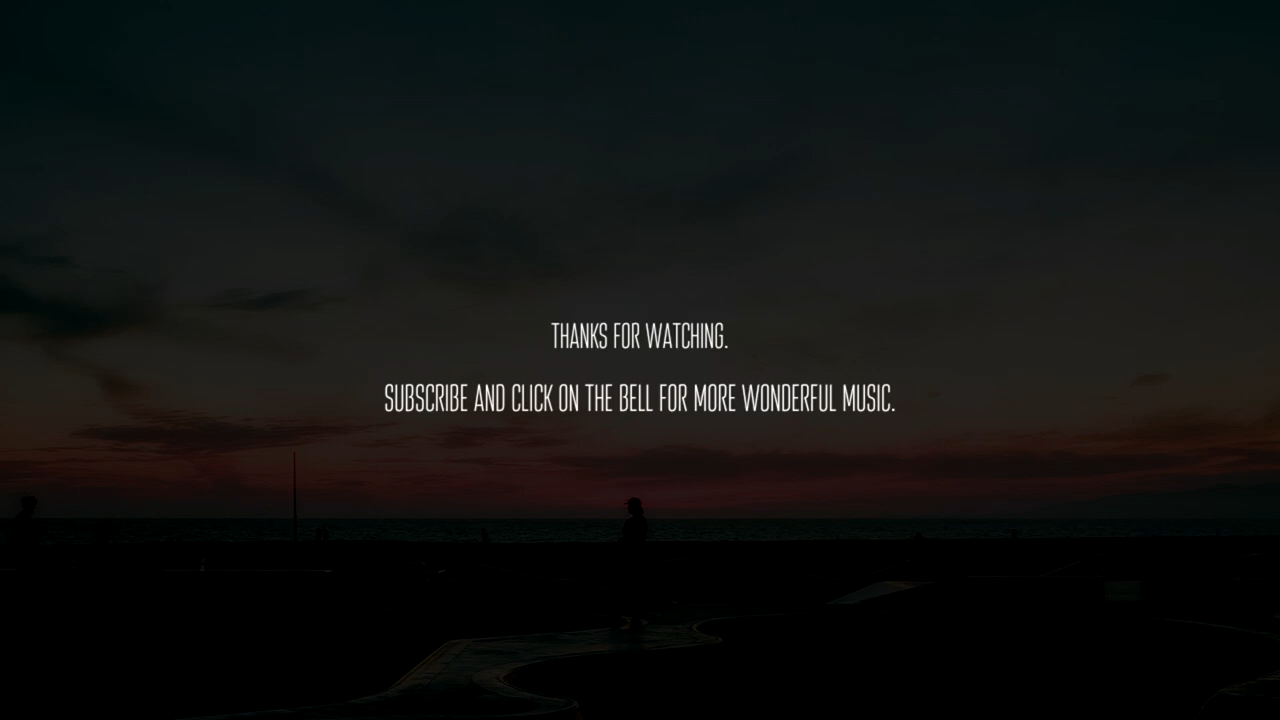 THANKS FOR WATCHING.
SUBSCRIBE AND CLICK ON THE BELL FOR MORE WONDERFUL MUSIC.